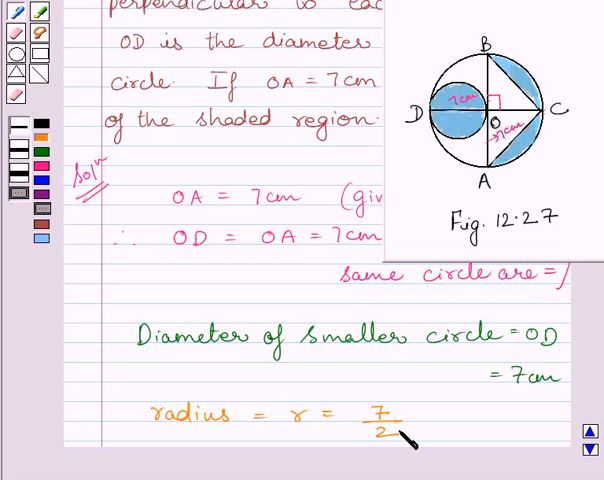 perpendicular to eac
OD is the diameter
circle. If OA = 7cm
of the shaded region.
Solⁿ
OA = 7cm (giv
∴ OD = OA = 7cm
same circle are =)
Diameter of smaller circle = OD
= 7cm
radius = r = 7/2
B
D
7cm
O
C
7cm
A
Fig. 12.27